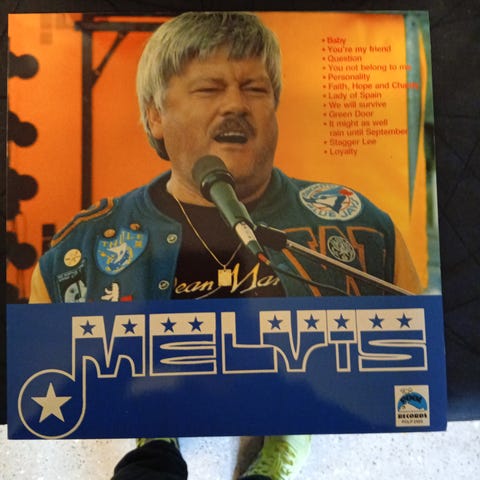 • Baby
• You're my friend
• Question
• You not belong to me
• Personality
• Faith, Hope and Charity
• Lady of Spain
• We will survive
• Green Door
• It might as well
rain until September
• Stagger Lee
• Loyalty
MELVIS
RECORDS